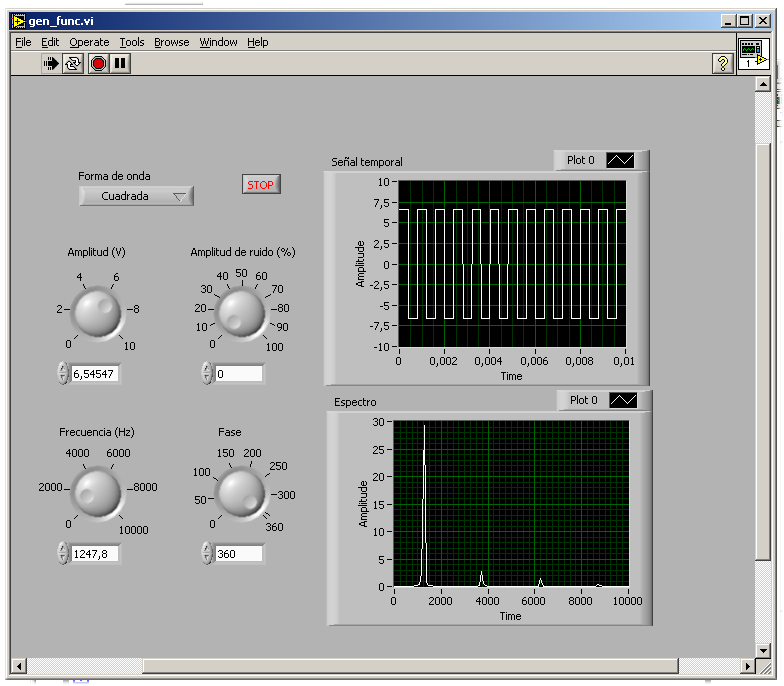 gen_func.vi
File Edit Operate Tools Browse Window Help
? 1
Forma de onda
Cuadrada
STOP
Amplitud (V)
0 2 4 6 8 10
6,54547
Amplitud de ruido (%)
0 10 20 30 40 50 60 70 80 90 100
0
Frecuencia (Hz)
0 2000 4000 6000 8000 10000
1247,8
Fase
0 50 100 150 200 250 300 360
360
Señal temporal
Plot 0
Amplitude
10
7,5
5
2,5
0
-2,5
-5
-7,5
-10
0 0,002 0,004 0,006 0,008 0,01
Time
Espectro
Plot 0
Amplitude
30
25
20
15
10
5
0
0 2000 4000 6000 8000 10000
Time